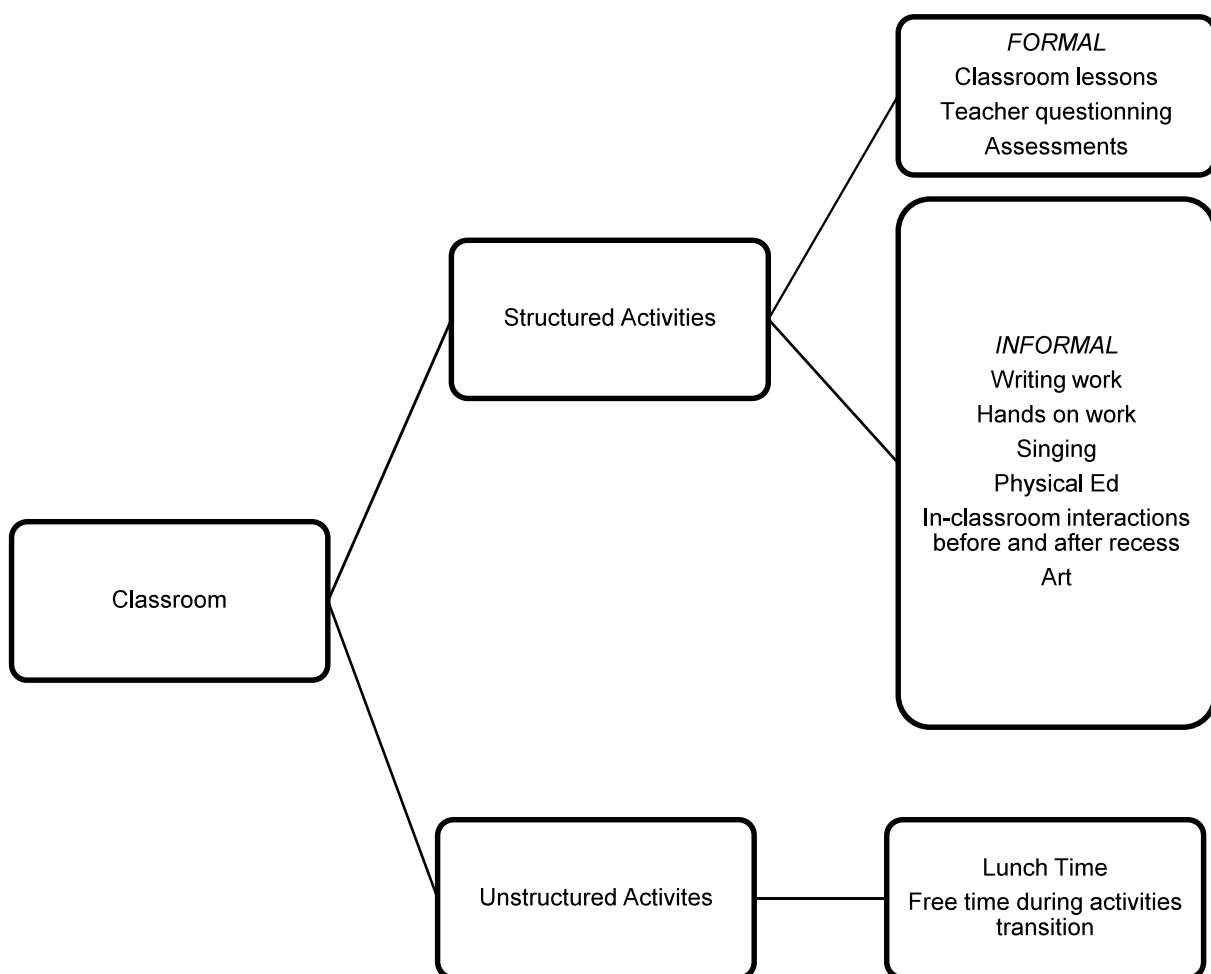 FORMAL
Classroom lessons
Teacher questionning
Assessments
Structured Activities
INFORMAL
Writing work
Hands on work
Singing
Physical Ed
In-classroom interactions
before and after recess
Art
Classroom
Unstructured Activites
Lunch Time
Free time during activities
transition